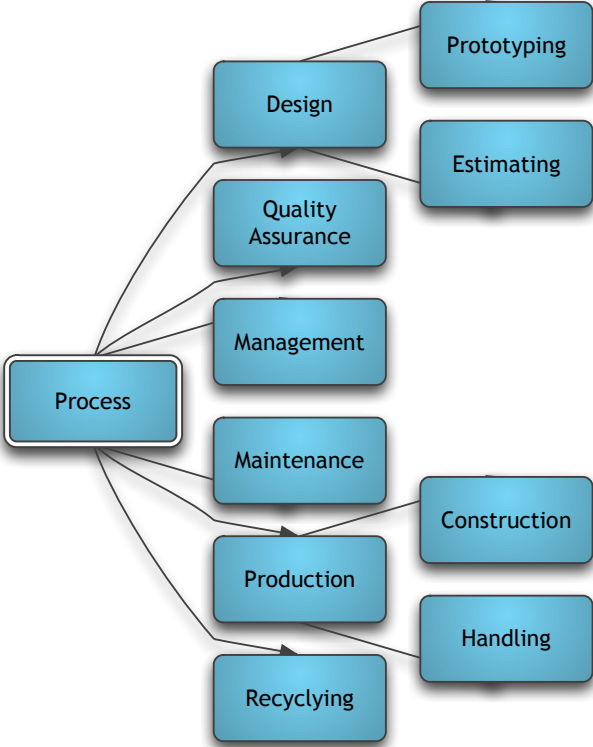 Prototyping
Design
Estimating
Quality
Assurance
Management
Process
Maintenance
Construction
Production
Handling
Recyclying